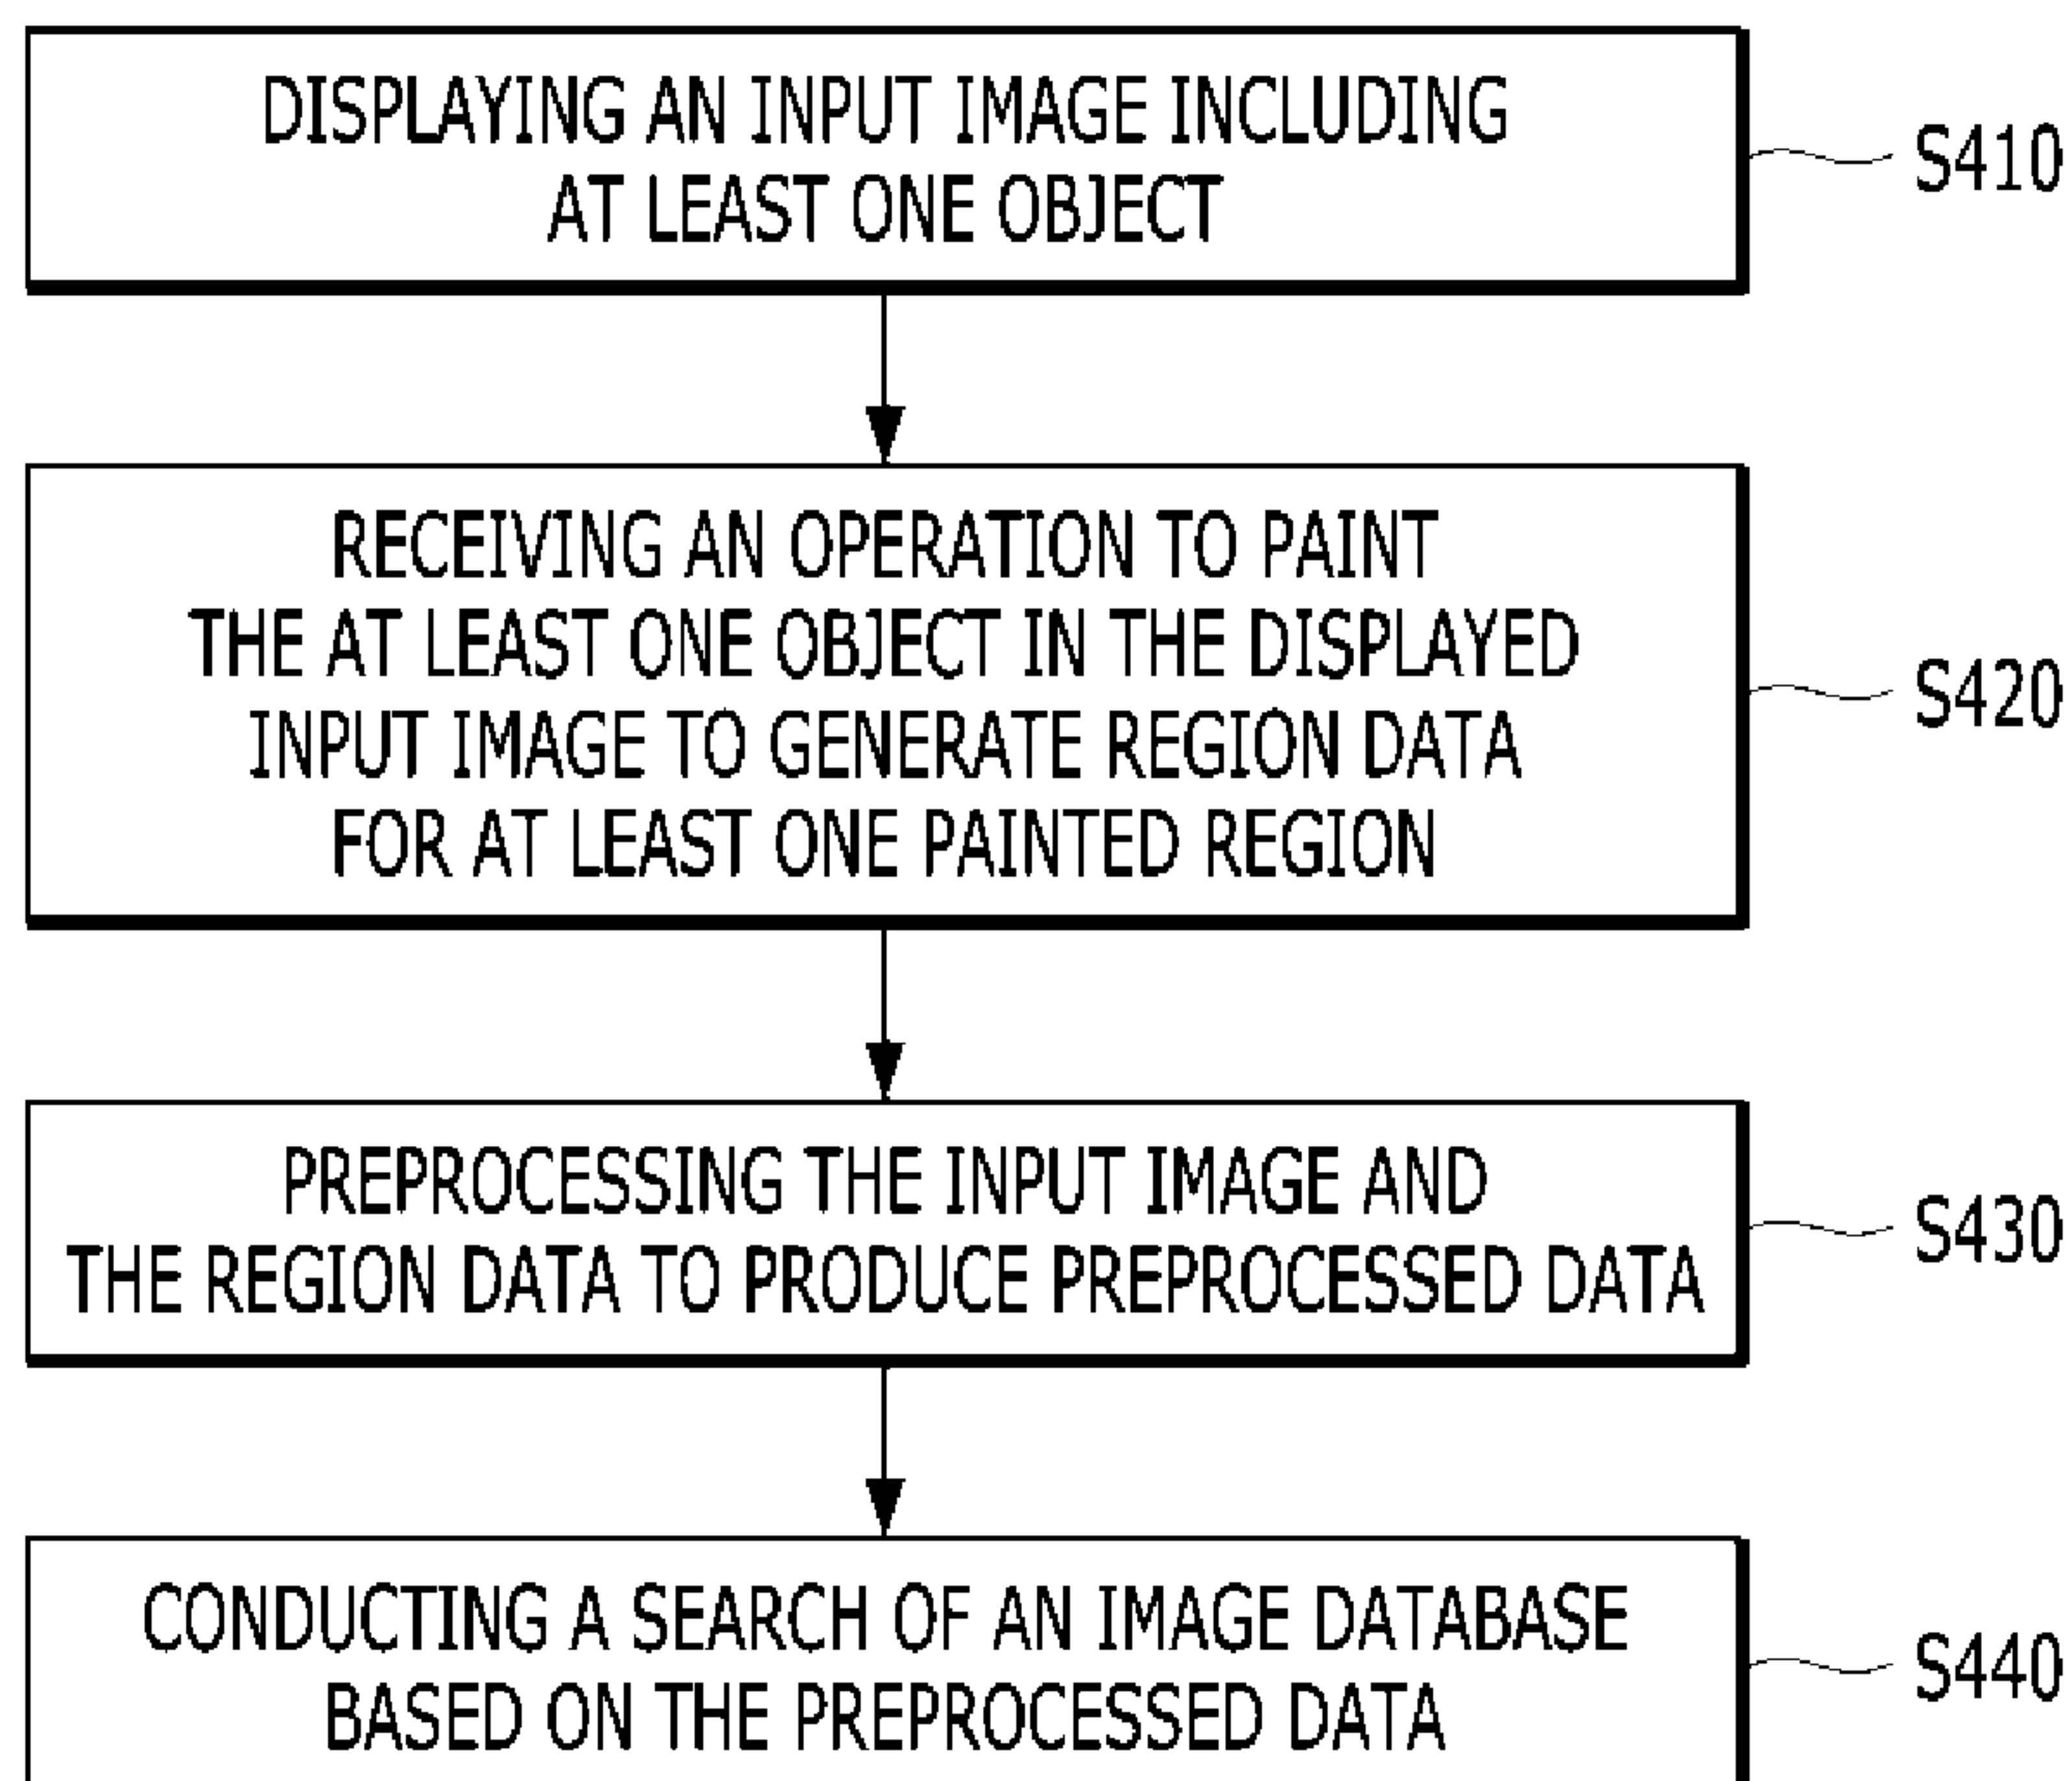 DISPLAYING AN INPUT IMAGE INCLUDING
AT LEAST ONE OBJECT
S410
RECEIVING AN OPERATION TO PAINT
THE AT LEAST ONE OBJECT IN THE DISPLAYED
INPUT IMAGE TO GENERATE REGION DATA
FOR AT LEAST ONE PAINTED REGION
S420
PREPROCESSING THE INPUT IMAGE AND
THE REGION DATA TO PRODUCE PREPROCESSED DATA
S430
CONDUCTING A SEARCH OF AN IMAGE DATABASE
BASED ON THE PREPROCESSED DATA
S440